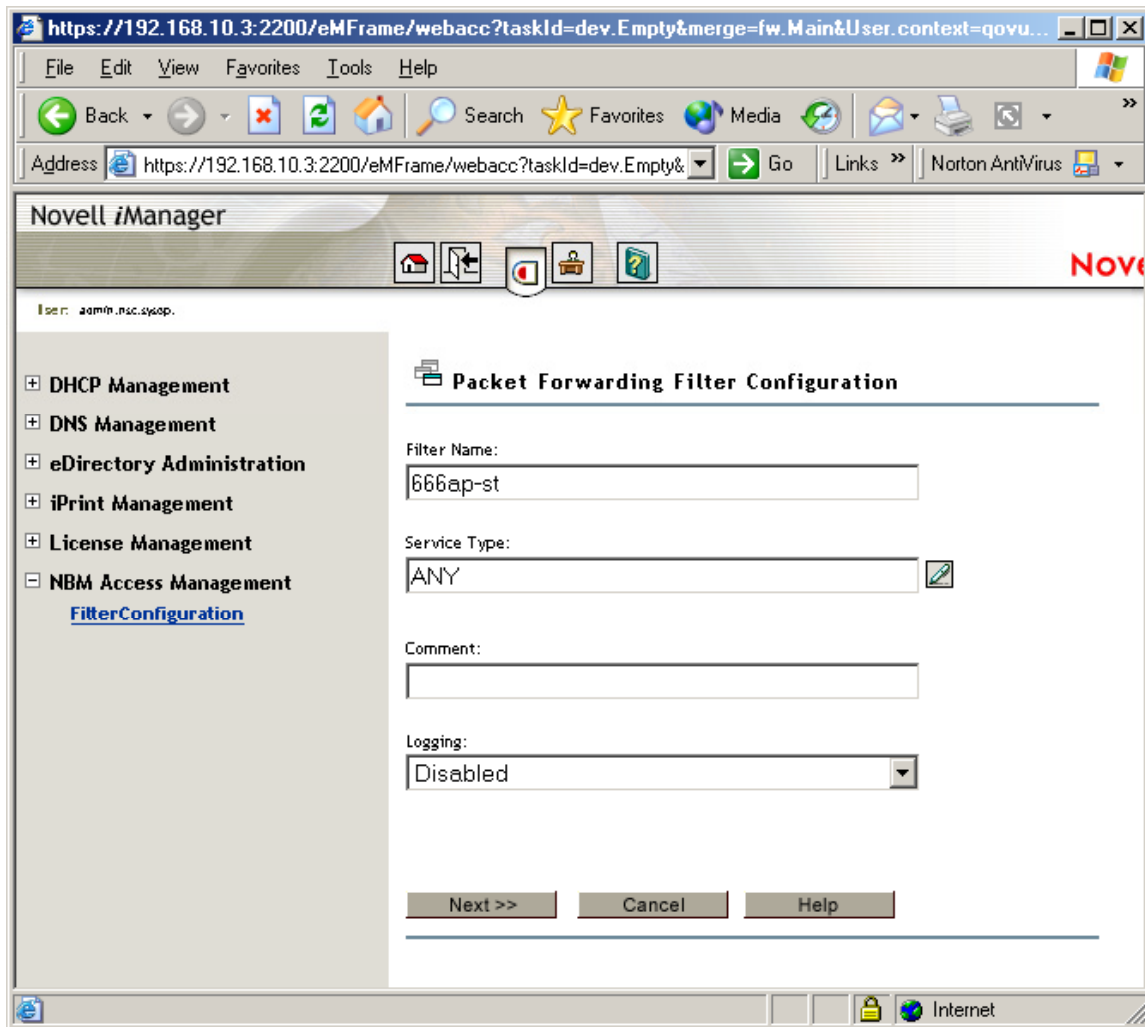 https://192.168.10.3:2200/eMFrame/webacc?taskId=dev.Empty&merge=fw.Main&User.context=qovu...
File Edit View Favorites Tools Help
Back Search Favorites Media »
Address https://192.168.10.3:2200/eMFrame/webacc?taskId=dev.Empty& Go Links » Norton AntiVirus
Novell iManager
Nove
User: admin.nsc.sysop.
DHCP Management
DNS Management
eDirectory Administration
iPrint Management
License Management
NBM Access Management
FilterConfiguration
Packet Forwarding Filter Configuration
Filter Name:
666ap-st
Service Type:
ANY
Comment:
Logging:
Disabled
Next >> Cancel Help
Internet